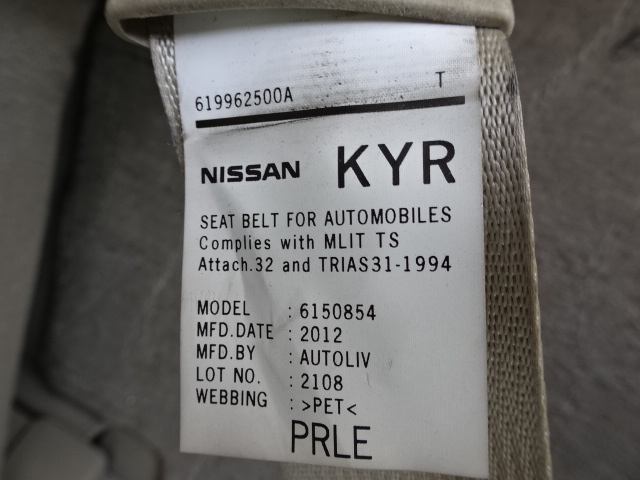 619962500A T
NISSAN KYR
SEAT BELT FOR AUTOMOBILES
Complies with MLIT TS
Attach.32 and TRIAS31-1994
MODEL : 6150854
MFD.DATE : 2012
MFD.BY : AUTOLIV
LOT NO. : 2108
WEBBING : >PET<
PRLE